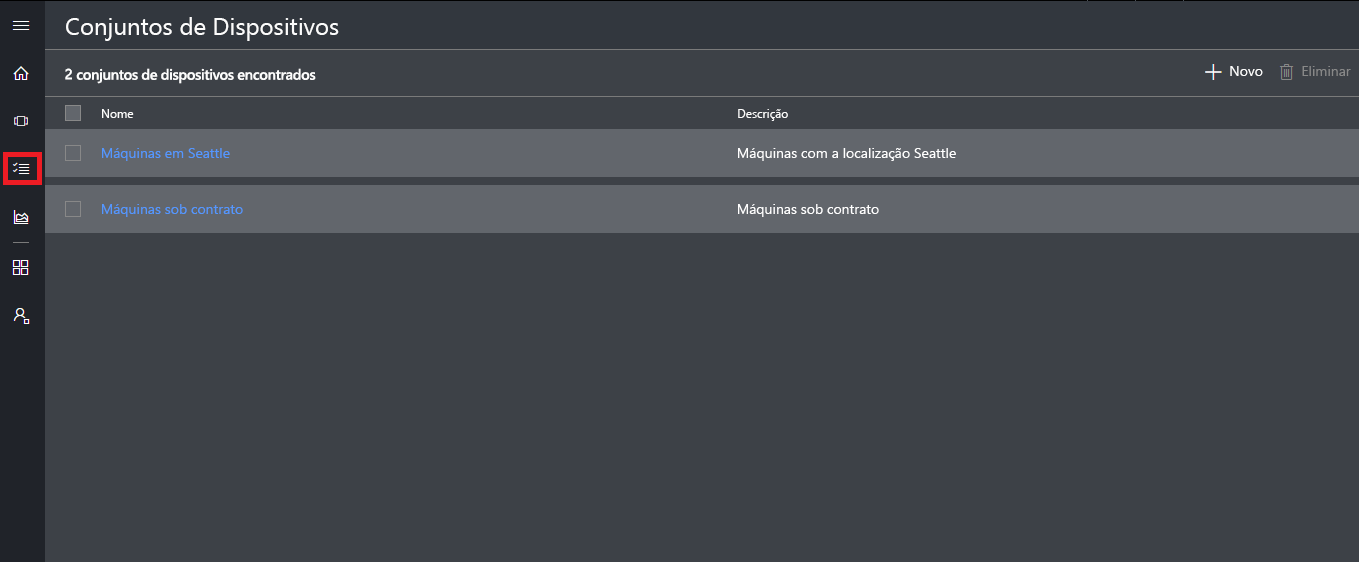 Conjuntos de Dispositivos
2 conjuntos de dispositivos encontrados
Novo
Eliminar
Nome
Descrição
Máquinas em Seattle
Máquinas com a localização Seattle
Máquinas sob contrato
Máquinas sob contrato